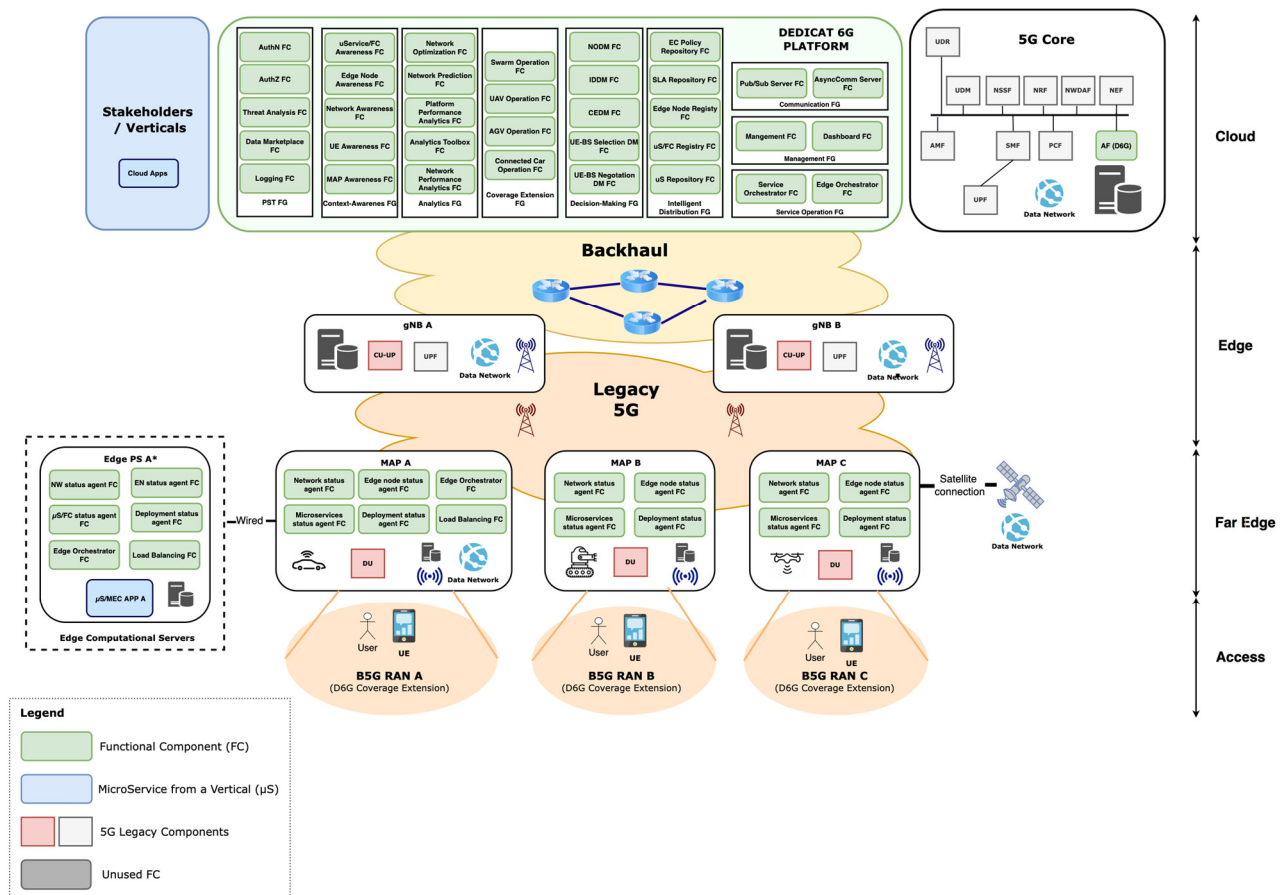 Stakeholders
/ Verticals
Cloud Apps
AuthN FC
AuthZ FC
Threat Analysis FC
Data Marketplace
FC
Logging FC
PST FG
uService/FC
Awareness FC
Edge Node
Awareness FC
Network Awareness
FC
UE Awareness FC
MAP Awareness FC
Context-Awarenes FG
Network
Optimization FC
Network Prediction
FC
Platform
Performance
Analytics FC
Analytics Toolbox
FC
Network
Performance
Analytics FC
Analytics FG
Swarm Operation
FC
UAV Operation FC
AGV Operation FC
Connected Car
Operation FC
Coverage Extension
FG
NODM FC
IDDM FC
CEDM FC
UE-BS Selection DM
FC
UE-BS Negotation
DM FC
Decision-Making FG
EC Policy
Repository FC
SLA Repository FC
Edge Node Registy
FC
uS/FC Registry FC
uS Repository FC
Intelligent
Distribution FG
DEDICAT 6G
PLATFORM
Pub/Sub Server FC
AsyncComm Server
FC
Communication FG
Mangement FC
Dashboard FC
Management FG
Service
Orchestrator FC
Edge Orchestrator
FC
Service Operation FG
5G Core
UDR
UDM
NSSF
NRF
NWDAF
NEF
AMF
SMF
PCF
AF (D6G)
UPF
Data Network
Cloud
Backhaul
gNB A
CU-UP
UPF
Data Network
gNB B
CU-UP
UPF
Data Network
Edge
Legacy
5G
Edge PS A*
NW status agent FC
EN status agent FC
µS/FC status agent
FC
Deployment status
agent FC
Edge Orchestrator
FC
Load Balancing FC
µS/MEC APP A
Edge Computational Servers
Wired
MAP A
Network status
agent FC
Edge node status
agent FC
Edge Orchestrator
FC
Microservices
status agent FC
Deployment status
agent FC
Load Balancing FC
DU
Data Network
MAP B
Network status
agent FC
Edge node status
agent FC
Microservices
status agent FC
Deployment status
agent FC
DU
MAP C
Network status
agent FC
Edge node status
agent FC
Microservices
status agent FC
Deployment status
agent FC
DU
Satellite
connection
Data Network
Far Edge
User
UE
B5G RAN A
(D6G Coverage Extension)
User
UE
B5G RAN B
(D6G Coverage Extension)
User
UE
B5G RAN C
(D6G Coverage Extension)
Access
Legend
Functional Component (FC)
MicroService from a Vertical (µS)
5G Legacy Components
Unused FC